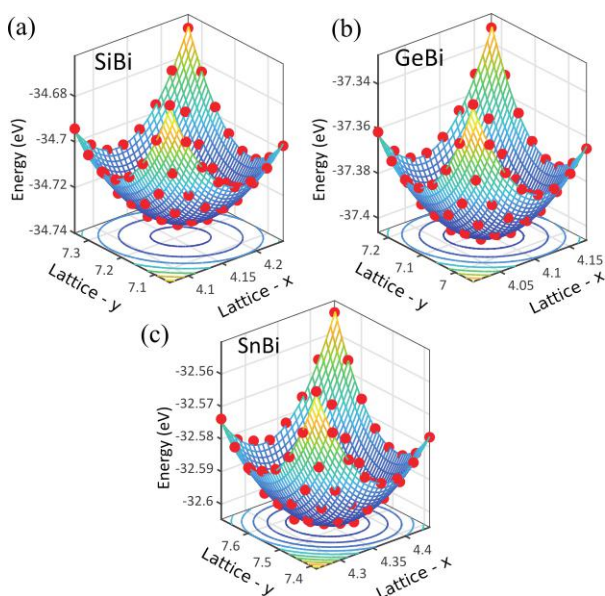 (a)
SiBi
Energy (eV)
-34.68
-34.7
-34.72
-34.74
7.3
7.2
7.1
Lattice - y
4.1
4.15
4.2
Lattice - x
(b)
GeBi
Energy (eV)
-37.34
-37.36
-37.38
-37.4
7.2
7.1
7
Lattice - y
4.05
4.1
4.15
Lattice - x
(c)
SnBi
Energy (eV)
-32.56
-32.57
-32.58
-32.59
-32.6
7.6
7.5
7.4
Lattice - y
4.3
4.35
4.4
Lattice - x